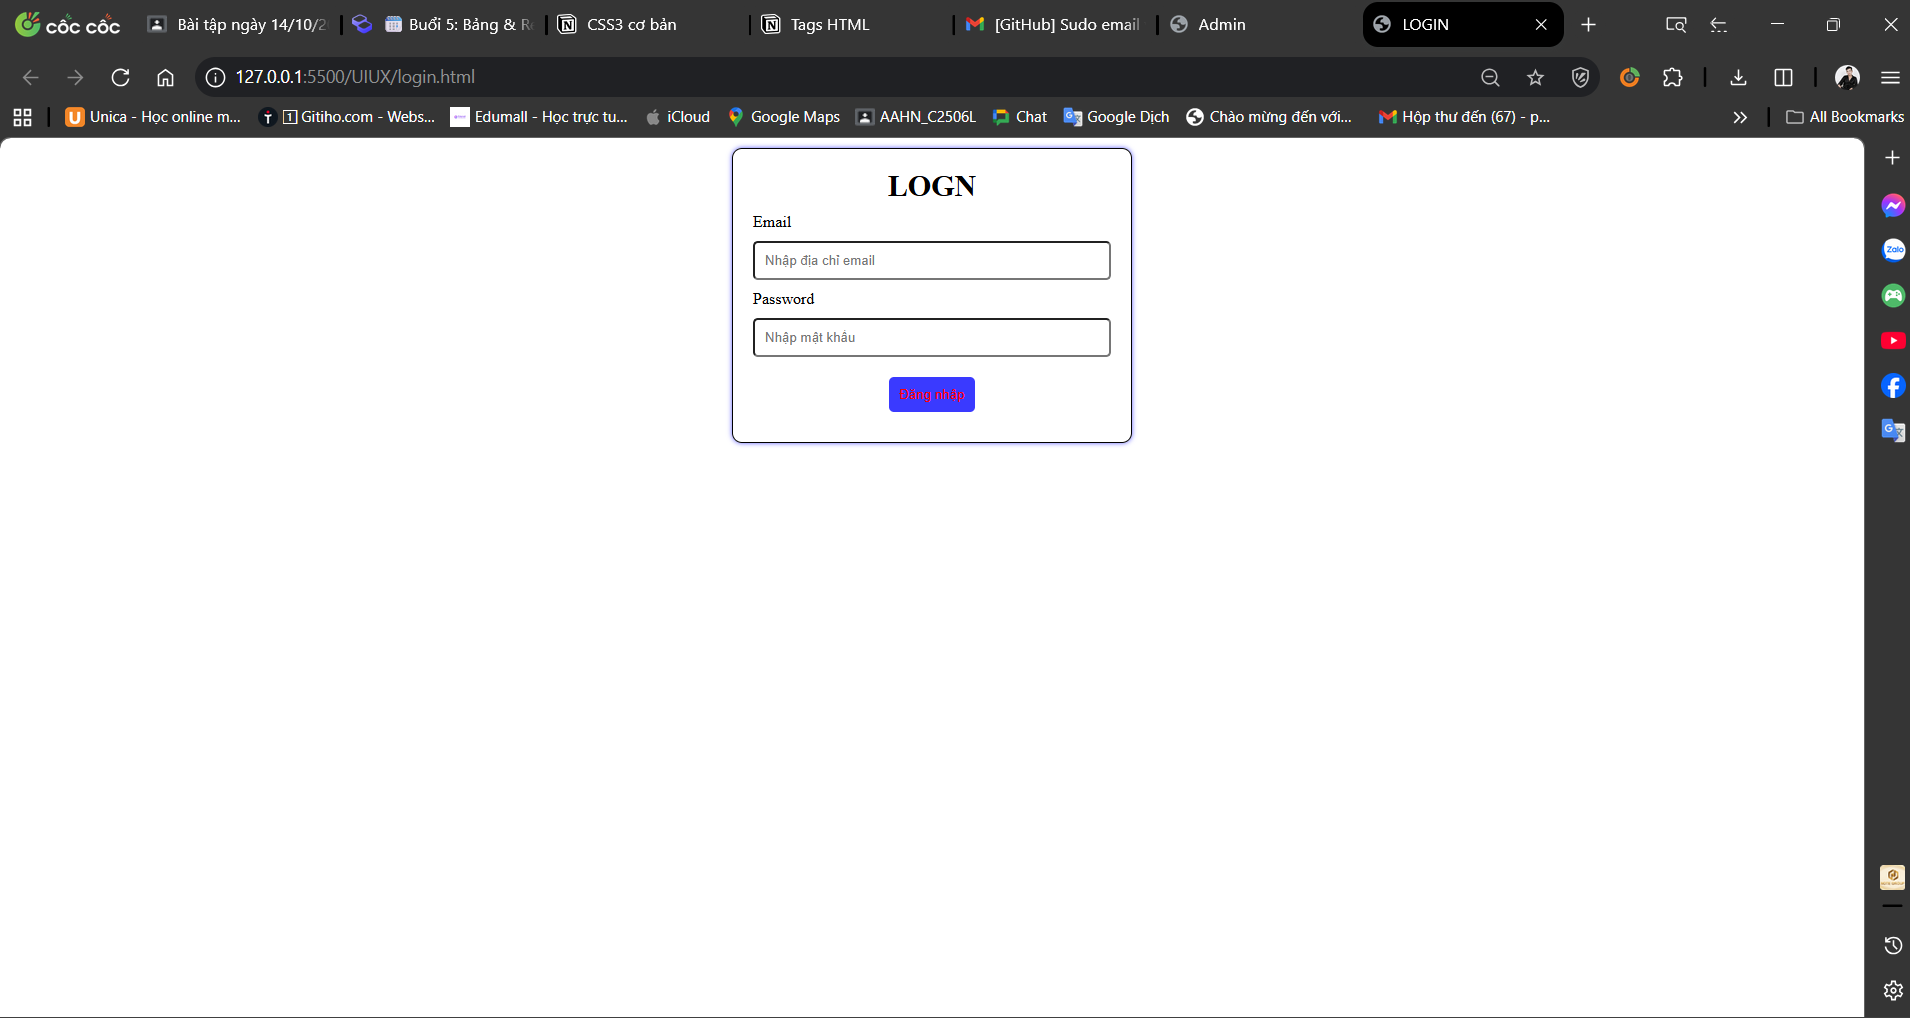 cốc cốc
Bài tập ngày 14/10/2
Buổi 5: Bảng & Re
CSS3 cơ bản
Tags HTML
[GitHub] Sudo email
Admin
LOGIN
127.0.0.1:5500/UIUX/login.html
Unica - Học online m...
Gitiho.com - Webs...
Edumall - Học trực tu...
iCloud
Google Maps
AAHN_C2506L
Chat
Google Dịch
Chào mừng đến với...
Hộp thư đến (67) - p...
All Bookmarks
LOGN
Email
Nhập địa chỉ email
Password
Nhập mật khẩu
Đăng nhập
Zalo